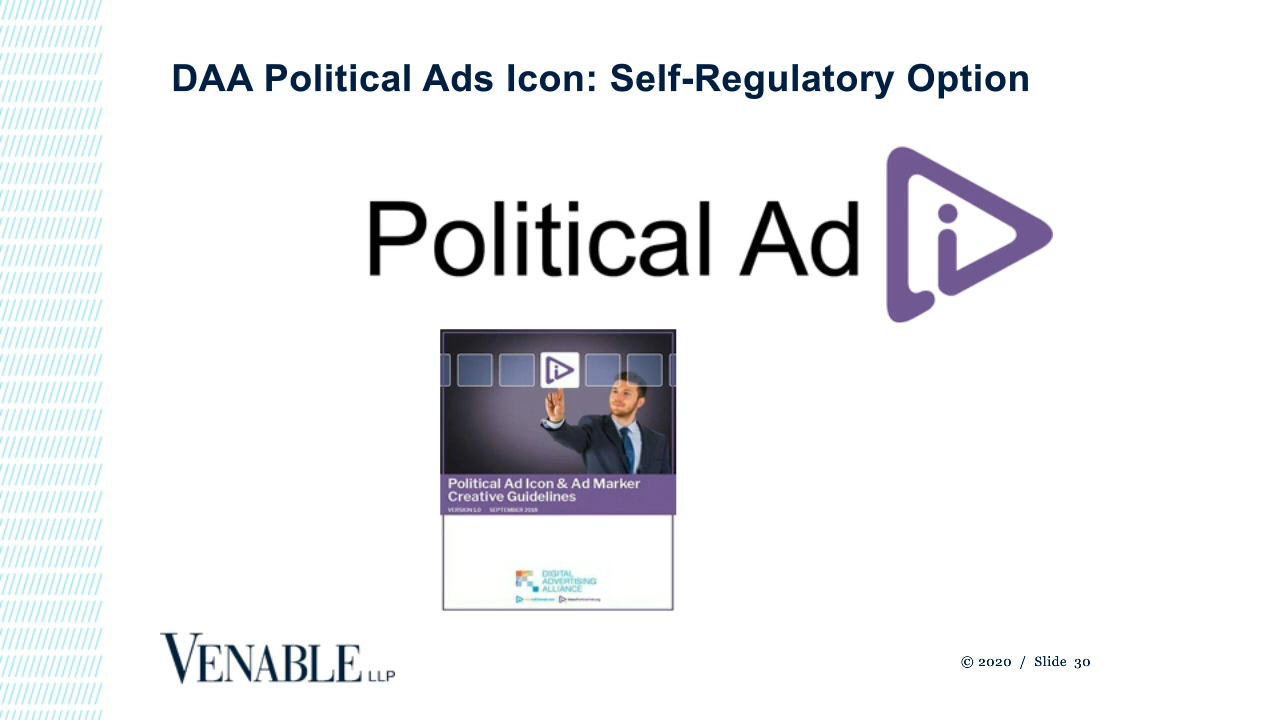 DAA Political Ads Icon: Self-Regulatory Option
Political Ad
Political Ad Icon & Ad Marker
Creative Guidelines
VERSION 1.0 SEPTEMBER 2018
DIGITAL
ADVERTISING
ALLIANCE
VENABLE LLP
© 2020 / Slide 30